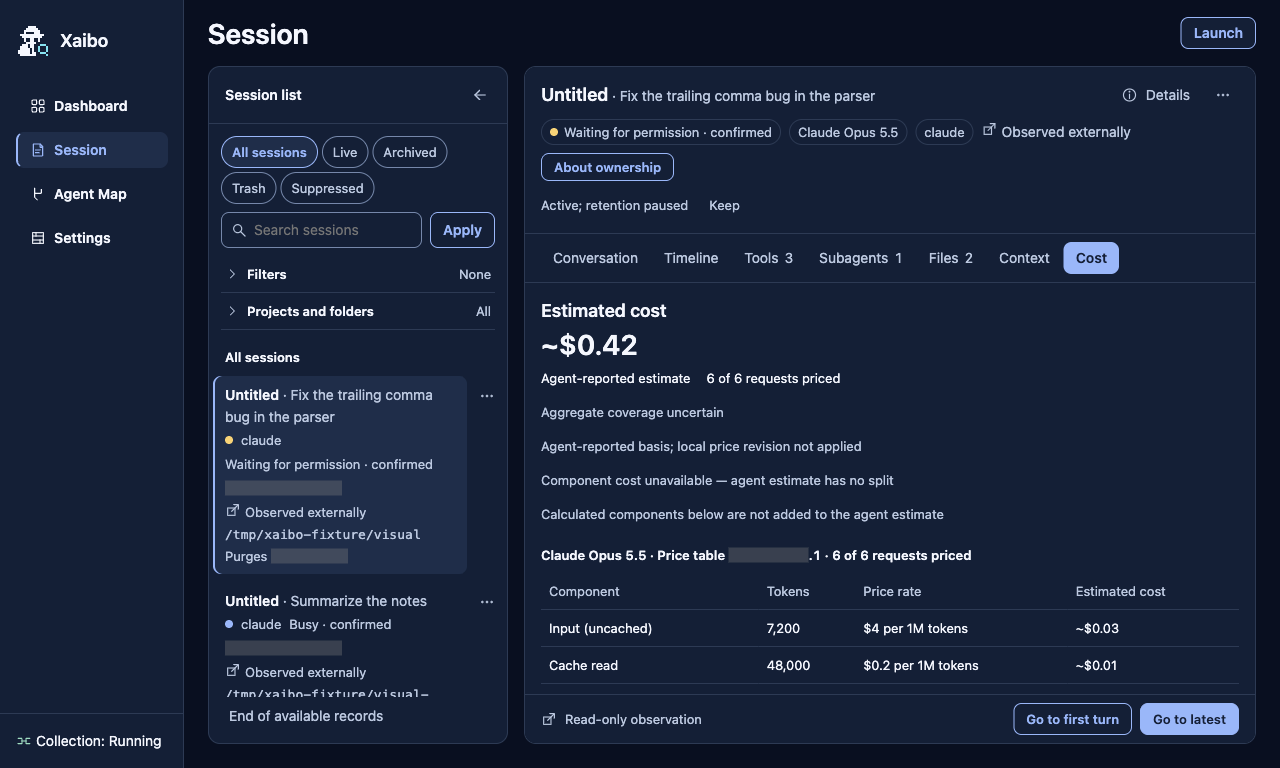 Xaibo
Dashboard
Session
Agent Map
Settings
Collection: Running
Session
Launch
Session list
All sessions
Live
Archived
Trash
Suppressed
Search sessions
Apply
Filters
None
Projects and folders
All
All sessions
Untitled · Fix the trailing comma
bug in the parser
claude
Waiting for permission · confirmed
Observed externally
/tmp/xaibo-fixture/visual
Purges
Untitled · Summarize the notes
claude Busy · confirmed
Observed externally
/tmp/xaibo-fixture/visual-
End of available records
Untitled · Fix the trailing comma bug in the parser
Details
Waiting for permission · confirmed
Claude Opus 5.5
claude
Observed externally
About ownership
Active; retention paused
Keep
Conversation
Timeline
Tools 3
Subagents 1
Files 2
Context
Cost
Estimated cost
~$0.42
Agent-reported estimate 6 of 6 requests priced
Aggregate coverage uncertain
Agent-reported basis; local price revision not applied
Component cost unavailable — agent estimate has no split
Calculated components below are not added to the agent estimate
Claude Opus 5.5 · Price table .1 · 6 of 6 requests priced
Component Tokens Price rate Estimated cost
Input (uncached) 7,200 $4 per 1M tokens ~$0.03
Cache read 48,000 $0.2 per 1M tokens ~$0.01
Read-only observation
Go to first turn
Go to latest